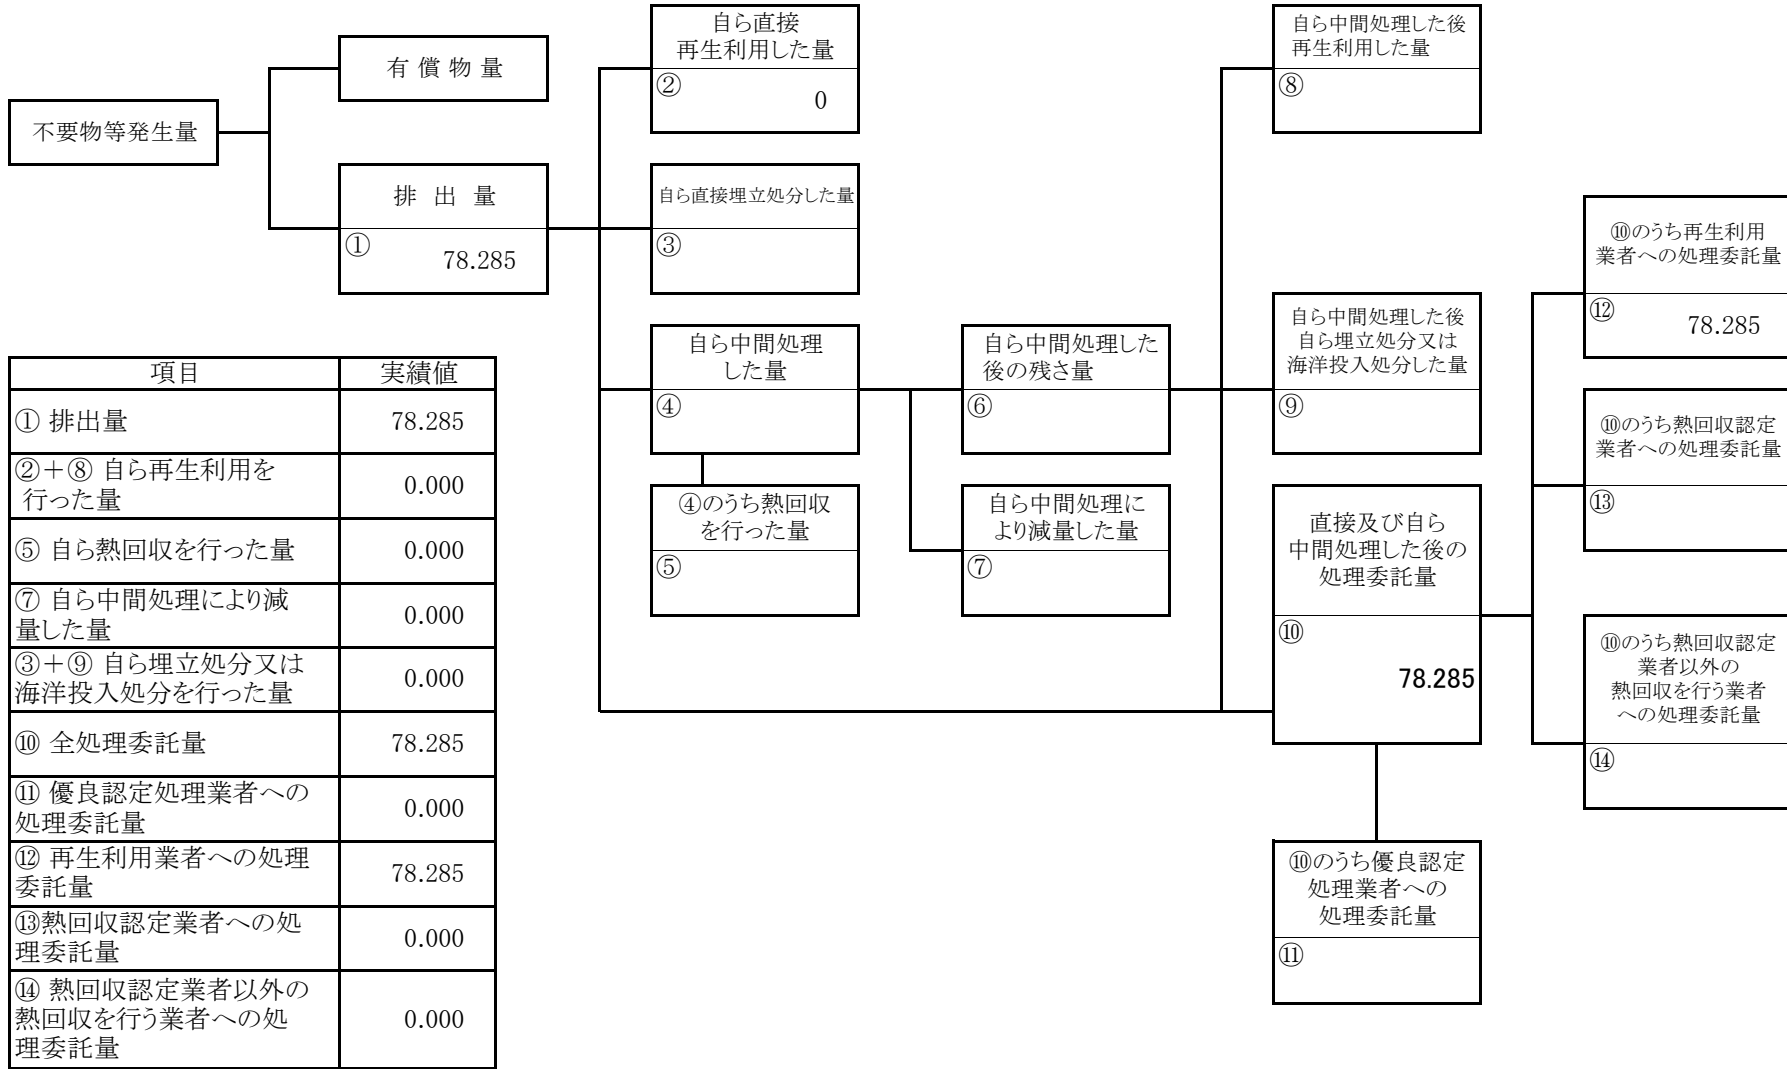 不要物等発生量
有 償 物 量
排 出 量
①
78.285
自ら直接
再生利用した量
②
0
自ら直接埋立処分した量
③
自ら中間処理
した量
④
④のうち熱回収
を行った量
⑤
自ら中間処理した
後の残さ量
⑥
自ら中間処理に
より減量した量
⑦
自ら中間処理した後
再生利用した量
⑧
自ら中間処理した後
自ら埋立処分又は
海洋投入処分した量
⑨
直接及び自ら
中間処理した後の
処理委託量
⑩
78.285
⑩のうち優良認定
処理業者への
処理委託量
⑪
⑩のうち再生利用
業者への処理委託量
⑫
78.285
⑩のうち熱回収認定
業者への処理委託量
⑬
⑩のうち熱回収認定
業者以外の
熱回収を行う業者
への処理委託量
⑭
項目 実績値
① 排出量 78.285
②＋⑧ 自ら再生利用を
行った量 0.000
⑤ 自ら熱回収を行った量 0.000
⑦ 自ら中間処理により減
量した量 0.000
③＋⑨ 自ら埋立処分又は
海洋投入処分を行った量 0.000
⑩ 全処理委託量 78.285
⑪ 優良認定処理業者への
処理委託量 0.000
⑫ 再生利用業者への処理
委託量 78.285
⑬熱回収認定業者への処
理委託量 0.000
⑭ 熱回収認定業者以外の
熱回収を行う業者への処
理委託量 0.000